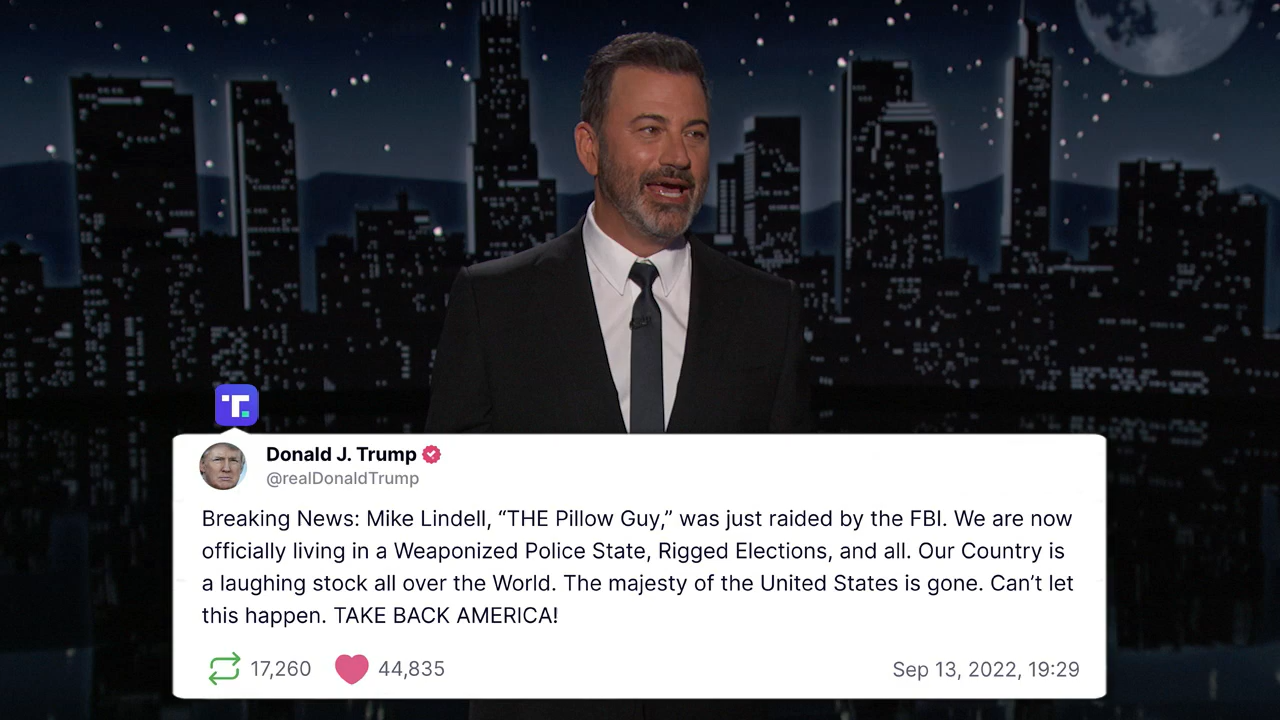 T.
Donald J. Trump
@realDonaldTrump
Breaking News: Mike Lindell, “THE Pillow Guy,” was just raided by the FBI. We are now
officially living in a Weaponized Police State, Rigged Elections, and all. Our Country is
a laughing stock all over the World. The majesty of the United States is gone. Can’t let
this happen. TAKE BACK AMERICA!
17,260 44,835 Sep 13, 2022, 19:29